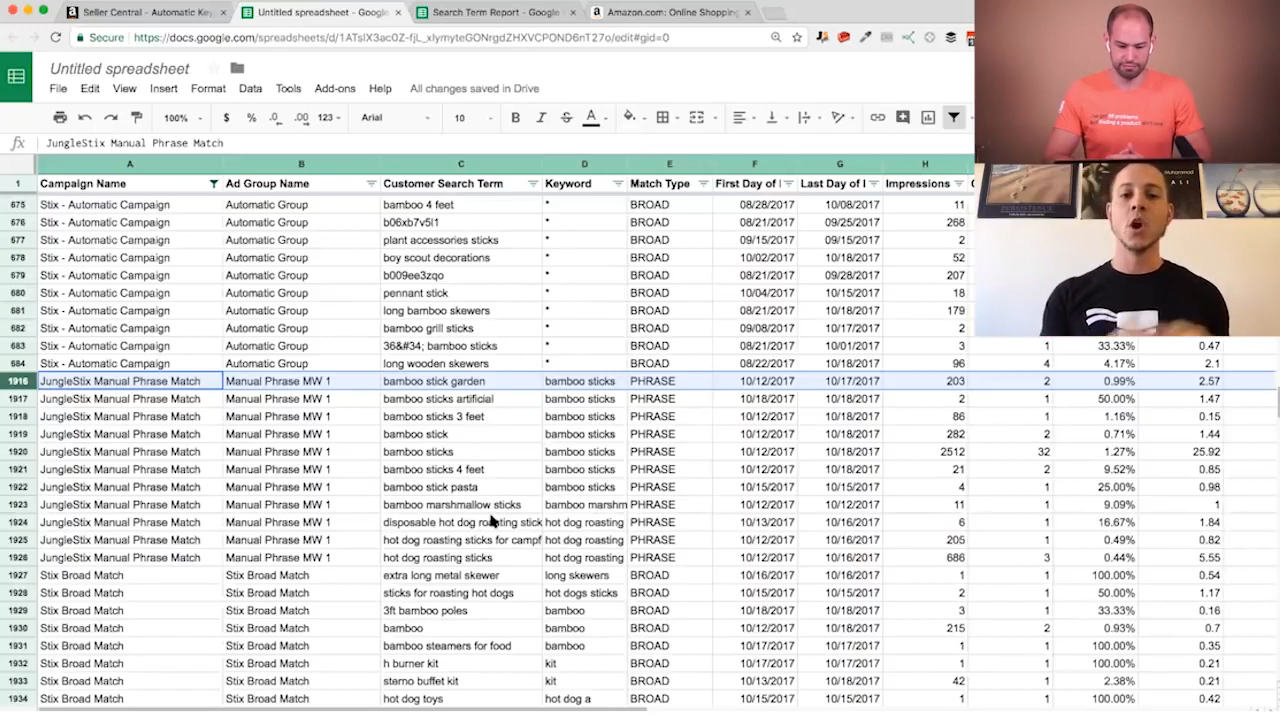 Seller Central - Automatic Key × Untitled spreadsheet - Google × Search Term Report - Google × Amazon.com: Online Shopping ×
Secure https://docs.google.com/spreadsheets/d/1ATslX3ac0Z-fjL_xlymyteGONrgdZHXVCPOND6nT27o/edit#gid=0
Untitled spreadsheet
File Edit View Insert Format Data Tools Add-ons Help All changes saved in Drive
100% $ % .0 .00 123 Arial 10 B I S A
fx JungleStix Manual Phrase Match
A B C D E F G H
1 Campaign Name Ad Group Name Customer Search Term Keyword Match Type First Day of Last Day of Impressions
675 Stix - Automatic Campaign Automatic Group bamboo 4 feet * BROAD 08/28/2017 10/08/2017 11
676 Stix - Automatic Campaign Automatic Group * BROAD 08/21/2017 09/25/2017 268
677 Stix - Automatic Campaign Automatic Group plant accessories sticks * BROAD 09/15/2017 09/15/2017 2
678 Stix - Automatic Campaign Automatic Group boy scout decorations * BROAD 10/02/2017 10/18/2017 52
679 Stix - Automatic Campaign Automatic Group b009ee3zqo * BROAD 08/21/2017 09/28/2017 207
680 Stix - Automatic Campaign Automatic Group pennant stick * BROAD 10/04/2017 10/15/2017 18
681 Stix - Automatic Campaign Automatic Group long bamboo skewers * BROAD 08/21/2017 10/18/2017 179
682 Stix - Automatic Campaign Automatic Group bamboo grill sticks * BROAD 09/08/2017 10/17/2017 2
683 Stix - Automatic Campaign Automatic Group 36&#34; bamboo sticks * BROAD 08/21/2017 10/01/2017 3 1 33.33% 0.47
684 Stix - Automatic Campaign Automatic Group long wooden skewers * BROAD 08/22/2017 10/18/2017 96 4 4.17% 2.1
1916 JungleStix Manual Phrase Match Manual Phrase MW 1 bamboo stick garden bamboo sticks PHRASE 10/12/2017 10/17/2017 203 2 0.99% 2.57
1917 JungleStix Manual Phrase Match Manual Phrase MW 1 bamboo sticks artificial bamboo sticks PHRASE 10/18/2017 10/18/2017 2 1 50.00% 1.47
1918 JungleStix Manual Phrase Match Manual Phrase MW 1 bamboo sticks 3 feet bamboo sticks PHRASE 10/12/2017 10/18/2017 86 1 1.16% 0.15
1919 JungleStix Manual Phrase Match Manual Phrase MW 1 bamboo stick bamboo sticks PHRASE 10/12/2017 10/18/2017 282 2 0.71% 1.44
1920 JungleStix Manual Phrase Match Manual Phrase MW 1 bamboo sticks bamboo sticks PHRASE 10/12/2017 10/18/2017 2512 32 1.27% 25.92
1921 JungleStix Manual Phrase Match Manual Phrase MW 1 bamboo sticks 4 feet bamboo sticks PHRASE 10/12/2017 10/18/2017 21 2 9.52% 0.85
1922 JungleStix Manual Phrase Match Manual Phrase MW 1 bamboo stick pasta bamboo sticks PHRASE 10/15/2017 10/15/2017 4 1 25.00% 0.98
1923 JungleStix Manual Phrase Match Manual Phrase MW 1 bamboo marshmallow sticks bamboo marshm PHRASE 10/12/2017 10/18/2017 11 1 9.09% 1
1924 JungleStix Manual Phrase Match Manual Phrase MW 1 disposable hot dog roasting stick hot dog roasting PHRASE 10/13/2017 10/16/2017 6 1 16.67% 1.84
1925 JungleStix Manual Phrase Match Manual Phrase MW 1 hot dog roasting sticks for campf hot dog roasting PHRASE 10/12/2017 10/16/2017 205 1 0.49% 0.82
1926 JungleStix Manual Phrase Match Manual Phrase MW 1 hot dog roasting sticks hot dog roasting PHRASE 10/12/2017 10/16/2017 686 3 0.44% 5.55
1927 Stix Broad Match Stix Broad Match extra long metal skewer long skewers BROAD 10/16/2017 10/16/2017 1 1 100.00% 0.54
1928 Stix Broad Match Stix Broad Match sticks for roasting hot dogs hot dogs sticks BROAD 10/15/2017 10/15/2017 2 1 50.00% 1.17
1929 Stix Broad Match Stix Broad Match 3ft bamboo poles bamboo BROAD 10/18/2017 10/18/2017 3 1 33.33% 0.16
1930 Stix Broad Match Stix Broad Match bamboo bamboo BROAD 10/12/2017 10/18/2017 215 2 0.93% 0.7
1931 Stix Broad Match Stix Broad Match bamboo steamers for food bamboo BROAD 10/17/2017 10/17/2017 1 1 100.00% 0.35
1932 Stix Broad Match Stix Broad Match h burner kit kit BROAD 10/17/2017 10/17/2017 1 1 100.00% 0.21
1933 Stix Broad Match Stix Broad Match sterno buffet kit kit BROAD 10/13/2017 10/18/2017 42 1 2.38% 0.21
1934 Stix Broad Match Stix Broad Match hot dog toys hot dog a BROAD 10/15/2017 10/15/2017 1 1 100.00% 0.42
Muhammad
ALI